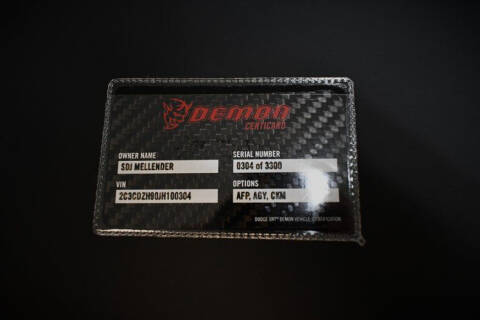 DEMON
CERTICARD
OWNER NAME
SDJ MELLENDER
SERIAL NUMBER
0304 of 3300
VIN
2C3CDZH90JH100304
OPTIONS
AFP, AGY, CKM
DODGE SRT® DEMON VEHICLE CERTIFICATION